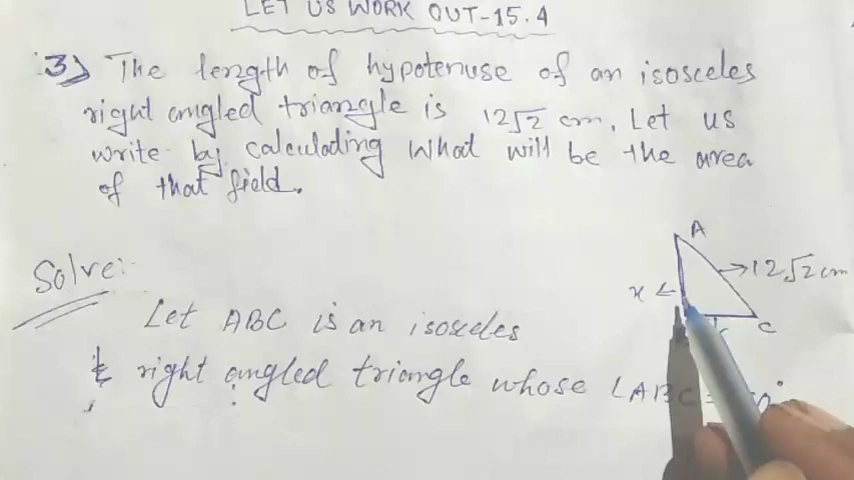 LET US WORK OUT-15.4
3) The length of hypotenuse of an isosceles
right angled triangle is 12√2 cm. Let us
write by calculating what will be the area
of that field.
A
12√2 cm
x
C
Solve:-
Let ABC is an isosceles
right angled triangle whose ∠ABC =